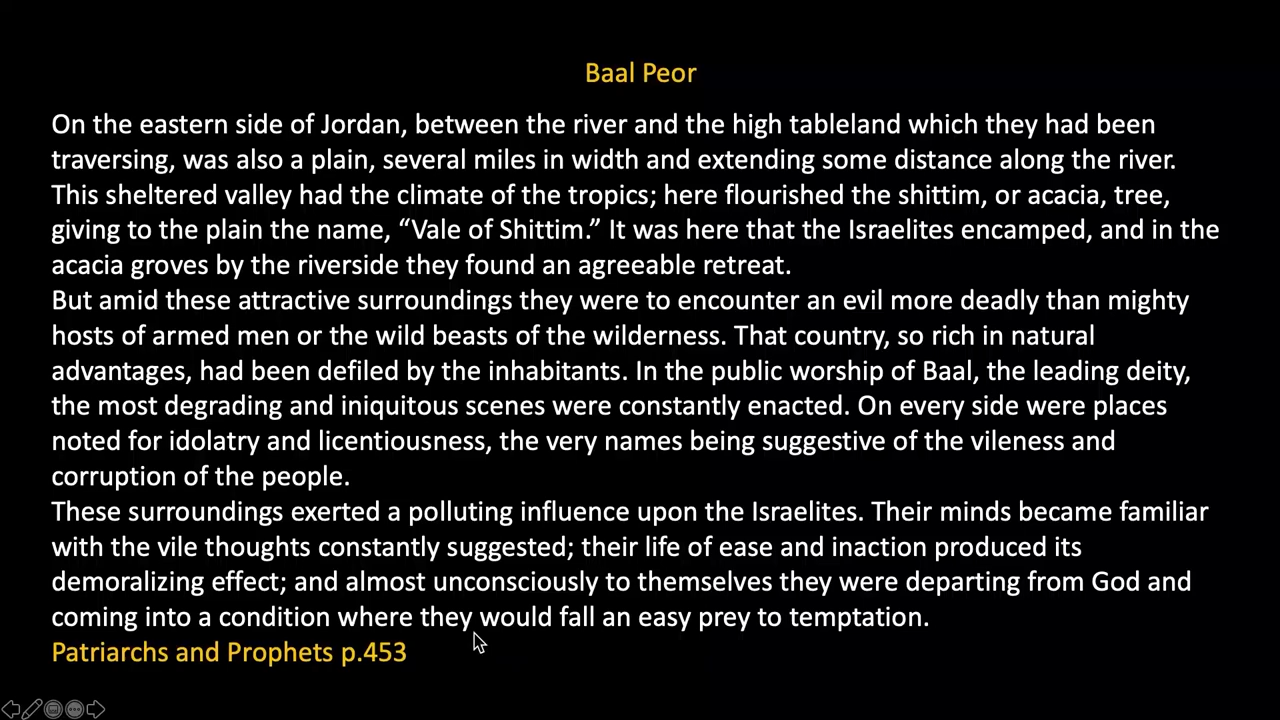 Baal Peor
On the eastern side of Jordan, between the river and the high tableland which they had been
traversing, was also a plain, several miles in width and extending some distance along the river.
This sheltered valley had the climate of the tropics; here flourished the shittim, or acacia, tree,
giving to the plain the name, “Vale of Shittim.” It was here that the Israelites encamped, and in the
acacia groves by the riverside they found an agreeable retreat.
But amid these attractive surroundings they were to encounter an evil more deadly than mighty
hosts of armed men or the wild beasts of the wilderness. That country, so rich in natural
advantages, had been defiled by the inhabitants. In the public worship of Baal, the leading deity,
the most degrading and iniquitous scenes were constantly enacted. On every side were places
noted for idolatry and licentiousness, the very names being suggestive of the vileness and
corruption of the people.
These surroundings exerted a polluting influence upon the Israelites. Their minds became familiar
with the vile thoughts constantly suggested; their life of ease and inaction produced its
demoralizing effect; and almost unconsciously to themselves they were departing from God and
coming into a condition where they would fall an easy prey to temptation.
Patriarchs and Prophets p.453